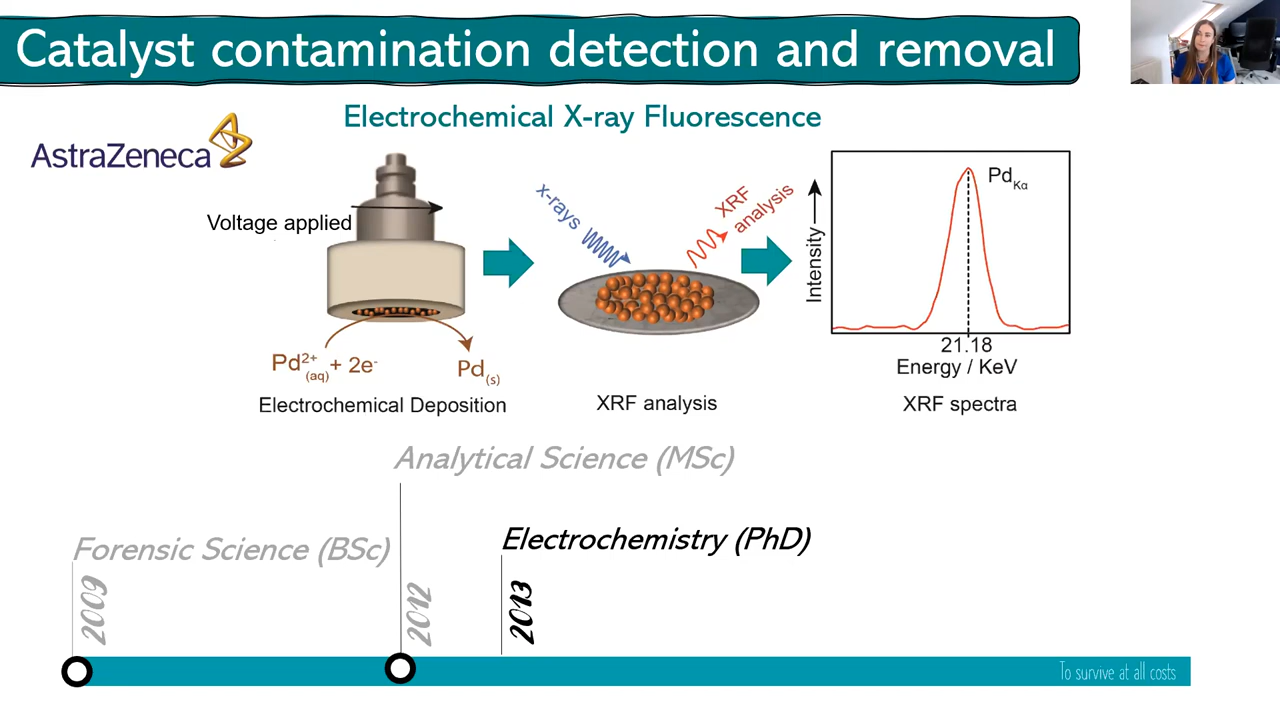 Catalyst contamination detection and removal
Electrochemical X-ray Fluorescence
AstraZeneca
Voltage applied
x-rays
XRF
analysis
Pd2+(aq) + 2e-
Pd(s)
Electrochemical Deposition
XRF analysis
Intensity
PdKα
21.18
Energy / KeV
XRF spectra
Analytical Science (MSc)
Forensic Science (BSc)
Electrochemistry (PhD)
2009
2012
2013
To survive at all costs